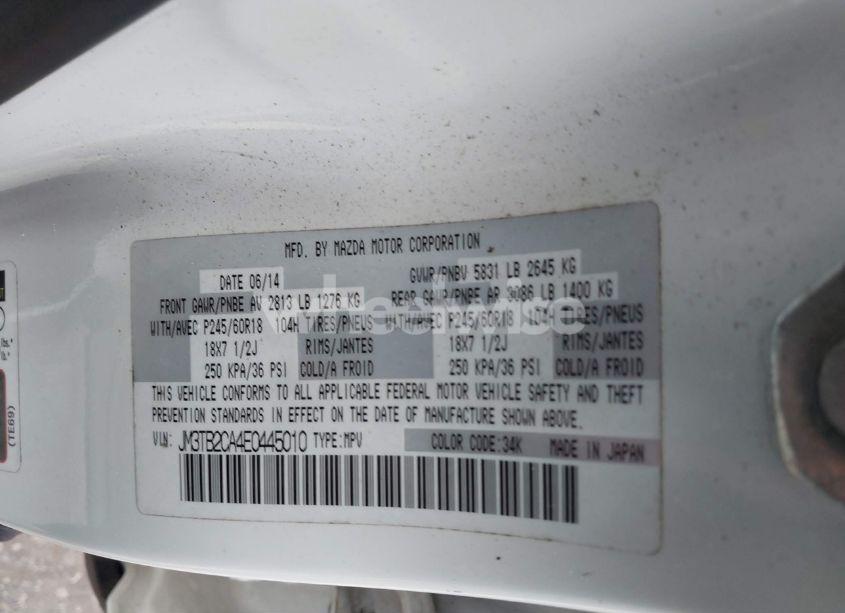 MFD. BY MAZDA MOTOR CORPORATION
DATE 06/14 GVWR/PNBV 5831 LB 2645 KG
FRONT GAWR/PNBE AV 2813 LB 1276 KG REAR GAWR/PNBE AR 3086 LB 1400 KG
WITH/AVEC P245/60R18 104H TIRES/PNEUS WITH/AVEC P245/60R18 104H TIRES/PNEUS
18X7 1/2J RIMS/JANTES 18X7 1/2J RIMS/JANTES
250 KPA/36 PSI COLD/A FROID 250 KPA/36 PSI COLD/A FROID
THIS VEHICLE CONFORMS TO ALL APPLICABLE FEDERAL MOTOR VEHICLE SAFETY AND THEFT
PREVENTION STANDARDS IN EFFECT ON THE DATE OF MANUFACTURE SHOWN ABOVE.
VIN: JM3TB2CA4E0445010 TYPE:MPV COLOR CODE:34K MADE IN JAPAN
(TE69)
lbs.*
lb.*